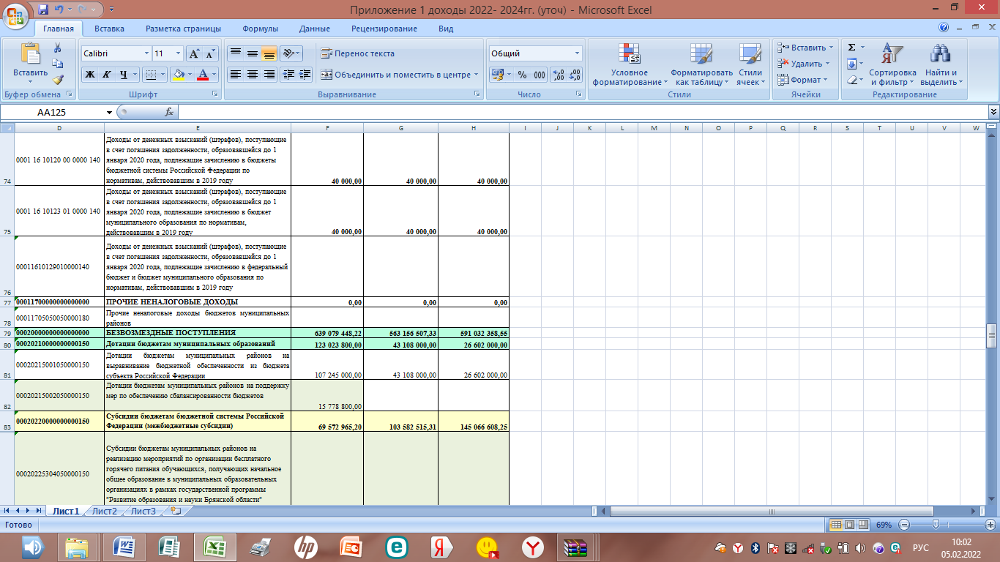 Приложение 1 доходы 2022- 2024гг. (уточ) - Microsoft Excel
Главная Вставка Разметка страницы Формулы Данные Рецензирование Вид
Calibri 11 Перенос текста Общий Вставить Σ
Вставить Удалить
Ж К Ч А Объединить и поместить в центре % 000 Условное форматирование Форматировать как таблицу Стили ячеек Формат Сортировка и фильтр Найти и выделить
Буфер обмена Шрифт Выравнивание Число Стили Ячейки Редактирование
AA125 fx
D E F G H I J K L M N O P Q R S T U V W
74 0001 16 10120 00 0000 140 Доходы от денежных взысканий (штрафов), поступающие
в счет погашения задолженности, образовавшейся до 1
января 2020 года, подлежащие зачислению в бюджеты
бюджетной системы Российской Федерации по
нормативам, действовавшим в 2019 году 40 000,00 40 000,00 40 000,00
75 0001 16 10123 01 0000 140 Доходы от денежных взысканий (штрафов), поступающие
в счет погашения задолженности, образовавшейся до 1
января 2020 года, подлежащие зачислению в бюджет
муниципального образования по нормативам,
действовавшим в 2019 году 40 000,00 40 000,00 40 000,00
76 00011610129010000140 Доходы от денежных взысканий (штрафов), поступающие
в счет погашения задолженности, образовавшейся до 1
января 2020 года, подлежащие зачислению в федеральный
бюджет и бюджет муниципального образования по
нормативам, действовавшим в 2019 году
77 00011700000000000000 ПРОЧИЕ НЕНАЛОГОВЫЕ ДОХОДЫ 0,00 0,00 0,00
78 00011705050050000180 Прочие неналоговые доходы бюджетов муниципальных
районов
79 00020000000000000000 БЕЗВОЗМЕЗДНЫЕ ПОСТУПЛЕНИЯ 639 079 448,22 563 156 507,33 591 032 358,55
80 00020210000000000150 Дотации бюджетам муниципальных образований 123 023 800,00 43 108 000,00 26 602 000,00
81 00020215001050000150 Дотации бюджетам муниципальных районов на
выравнивание бюджетной обеспеченности из бюджета
субъекта Российской Федерации 107 245 000,00 43 108 000,00 26 602 000,00
82 00020215002050000150 Дотации бюджетам муниципальных районов на поддержку
мер по обеспечению сбалансированности бюджетов 15 778 800,00
83 00020220000000000150 Субсидии бюджетам бюджетной системы Российской
Федерации (межбюджетные субсидии) 69 572 965,20 103 582 515,31 145 066 608,25
00020225304050000150 Субсидии бюджетам муниципальных районов на
реализацию мероприятий по организации бесплатного
горячего питания обучающихся, получающих начальное
общее образование в муниципальных образовательных
организациях в рамках государственной программы
"Развитие образования и науки Брянской области"
Лист1 Лист2 Лист3
Готово 69%
РУС 10:02
05.02.2022